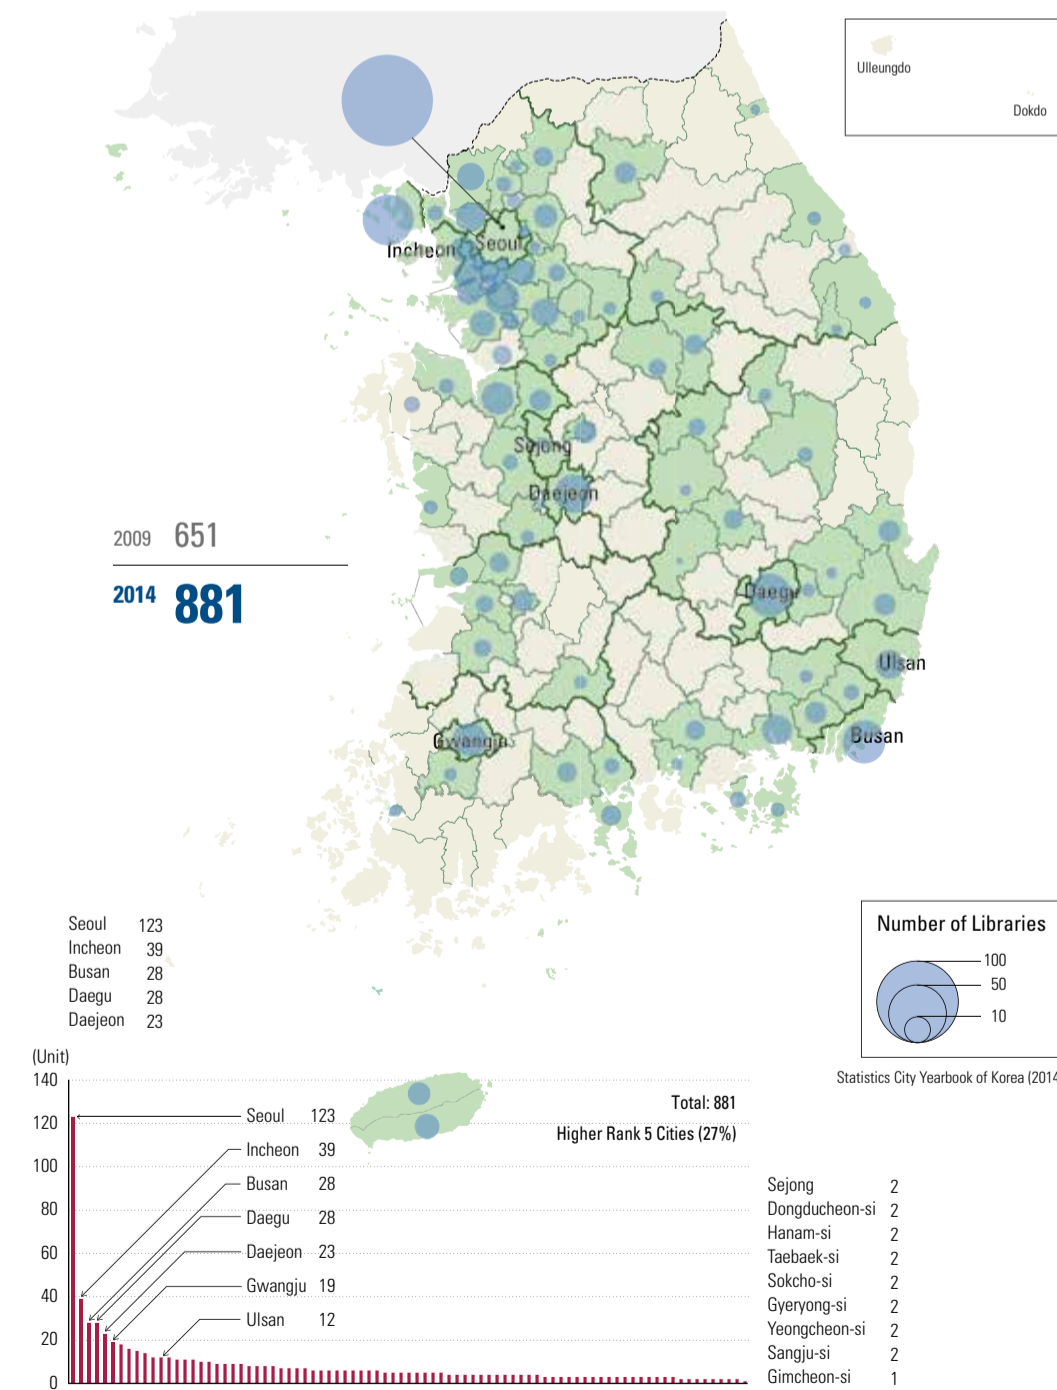 Ulleungdo
Dokdo
Incheon
Seoul
Sejong
Daejeon
2009 651
2014 881
Daegu
Ulsan
Gwangju
Busan
Seoul 123
Incheon 39
Busan 28
Daegu 28
Daejeon 23
Number of Libraries
100
50
10
Statistics City Yearbook of Korea (2014
(Unit)
140
120
100
80
60
40
20
0
Seoul 123
Incheon 39
Busan 28
Daegu 28
Daejeon 23
Gwangju 19
Ulsan 12
Total: 881
Higher Rank 5 Cities (27%)
Sejong 2
Dongducheon-si 2
Hanam-si 2
Taebaek-si 2
Sokcho-si 2
Gyeryong-si 2
Yeongcheon-si 2
Sangju-si 2
Gimcheon-si 1